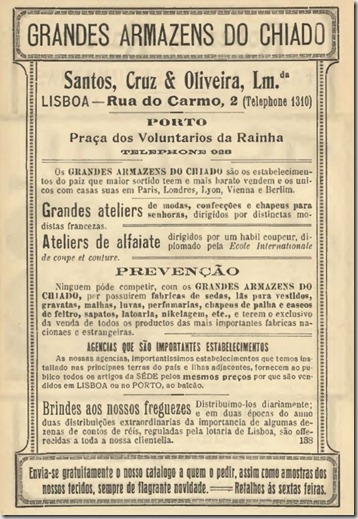 GRANDES ARMAZENS DO CHIADO
Santos, Cruz & Oliveira, Lm.da
LISBOA — Rua do Carmo, 2 (Telephone 1310)
PORTO
Praça dos Voluntarios da Rainha
TELEPHONE 928
Os GRANDES ARMAZENS DO CHIADO são os estabelecimen-
tos do paiz que maior sortido teem e mais barato vendem e os uni-
cos com casas suas em Paris, Londres, Lyon, Vienna e Berlim.
Grandes ateliers de modas, confecções e chapeus para
senhoras, dirigidos por distinctas mo-
distas francezas.
Ateliers de alfaiate dirigidos por um habil coupeur, di-
plomado pela Ecole Internationale
de coupe et couture.
PREVENÇÃO
Ninguem póde competir, com os GRANDES ARMAZENS DO
CHIADO, por possuirem fabricas de sedas, lãs para vestidos,
gravatas, malhas, luvas, perfumarias, chapeus de palha e cascos
de feltro, sapatos, latoaria, nikelagem, etc., e terem o exclusivo
da venda de todos os productos das mais importantes fabricas na-
cionaes e estrangeiras.
AGENCIAS QUE SÃO IMPORTANTES ESTABELECIMENTOS
As nossas agencias, importantissimos estabelecimentos que temos ins-
tallado nas principaes terras do paiz e ilhas adjacentes, fornecem ao pu-
blico todos os artigos da SÉDE pelos mesmos preços por que são ven-
didos em LISBOA ou no PORTO, ao balcão.
Brindes aos nossos freguezes Distribuimo-los diariamente;
e em duas épocas do anno
duas distribuições extraordinarias da importancia de algumas de-
zenas de contos de réis, reguladas pela lotaria de Lisboa, são offe-
rocidas a toda a nossa clientella. 138
Envia-se gratuitamente o nosso catalogo a quem o pedir, assim como amostras dos
nossos tecidos, sempre de flagrante novidade. — Retalhos ás sextas feiras.